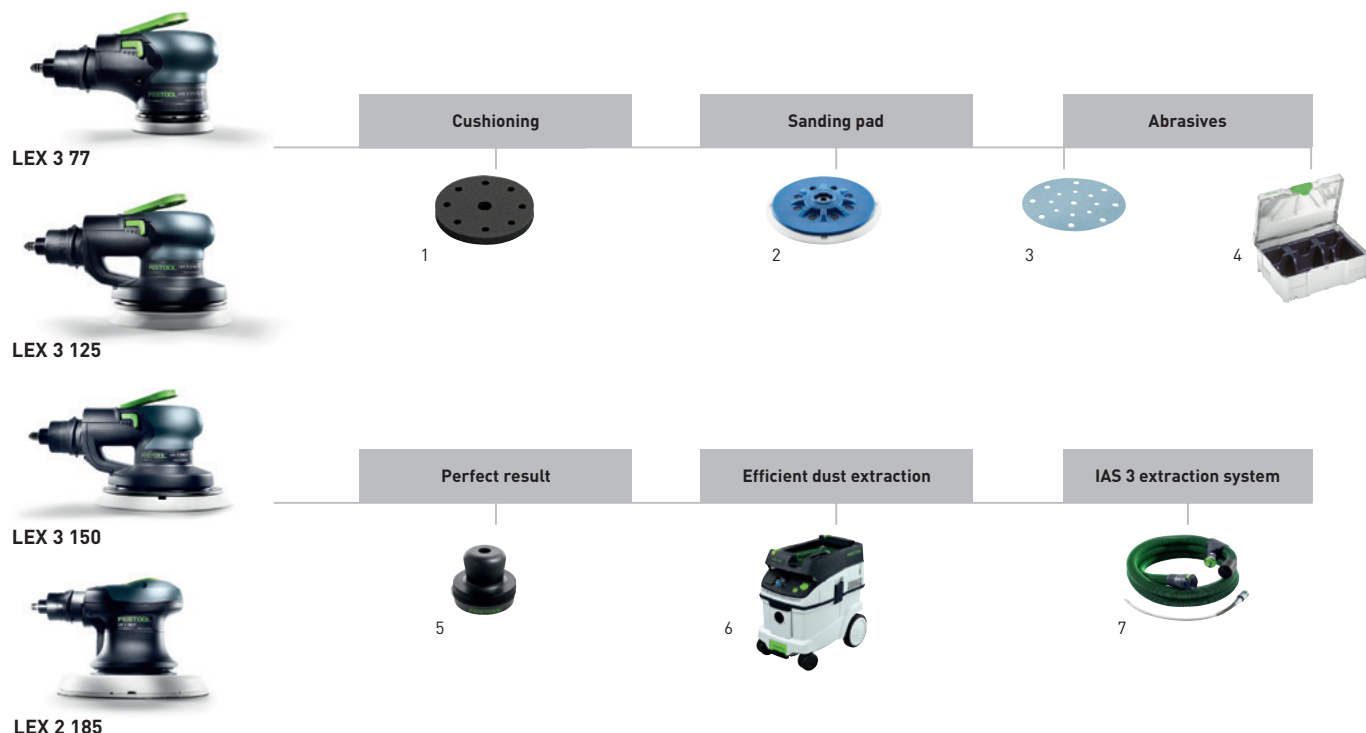 LEX 3 77
Cushioning
Sanding pad
Abrasives
1
2
3
4
LEX 3 125
LEX 3 150
Perfect result
Efficient dust extraction
IAS 3 extraction system
5
6
7
FESTOOL
LEX 2 185